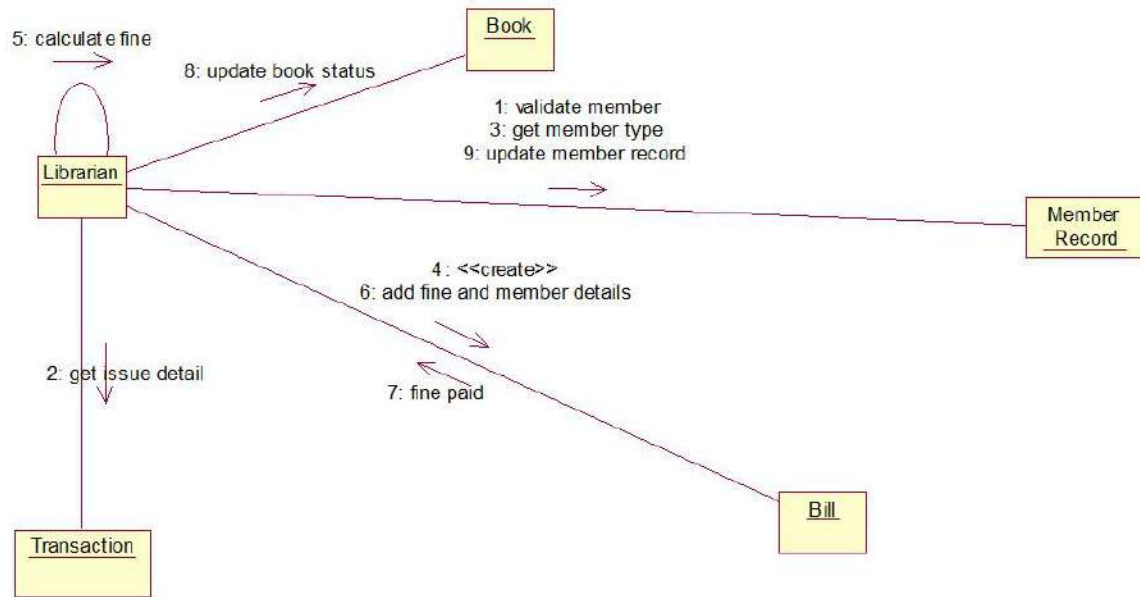 5: calculate fine
Book
8: update book status
1: validate member
3: get member type
9: update member record
Librarian
Member
Record
4: <<create>>
6: add fine and member details
2: get issue detail
7: fine paid
Bill
Transaction